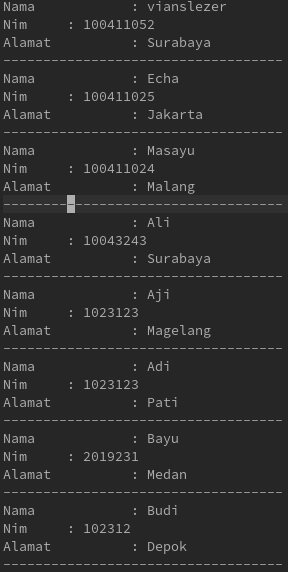 Nama : vianslezer
Nim : 100411052
Alamat : Surabaya
-----------------------------------
Nama : Echa
Nim : 100411025
Alamat : Jakarta
-----------------------------------
Nama : Masayu
Nim : 100411024
Alamat : Malang
-----------------------------------
Nama : Ali
Nim : 10043243
Alamat : Surabaya
-----------------------------------
Nama : Aji
Nim : 1023123
Alamat : Magelang
-----------------------------------
Nama : Adi
Nim : 1023123
Alamat : Pati
-----------------------------------
Nama : Bayu
Nim : 2019231
Alamat : Medan
-----------------------------------
Nama : Budi
Nim : 102312
Alamat : Depok
-----------------------------------